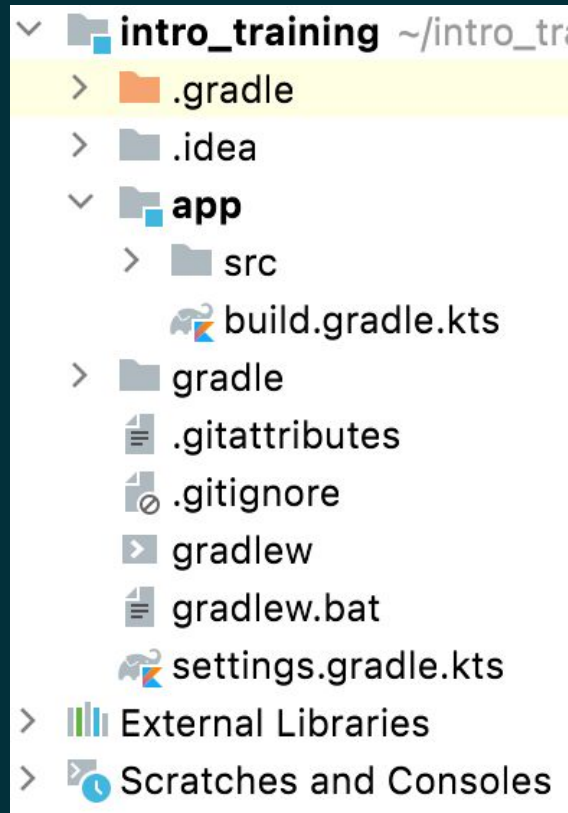 intro_training ~/intro_tra
.gradle
.idea
app
src
build.gradle.kts
gradle
.gitattributes
.gitignore
gradlew
gradlew.bat
settings.gradle.kts
External Libraries
Scratches and Consoles